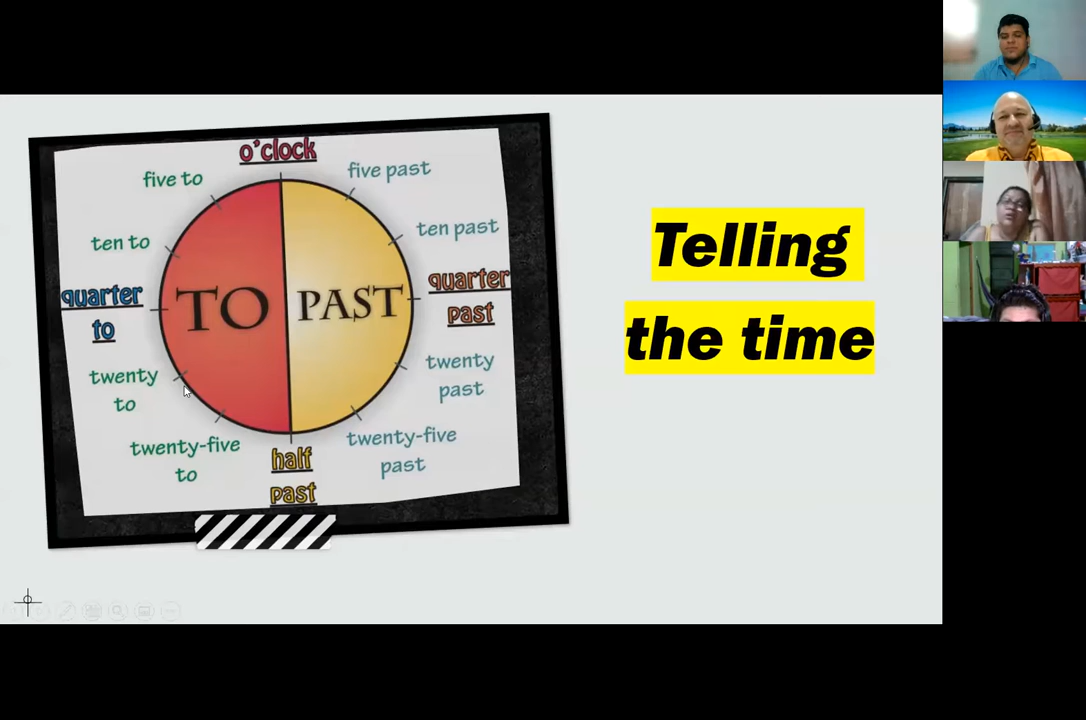 o'clock
five to
five past
ten to
ten past
quarter
to
quarter
past
TO
PAST
twenty
to
twenty
past
twenty-five
to
twenty-five
past
half
past
Telling
the time